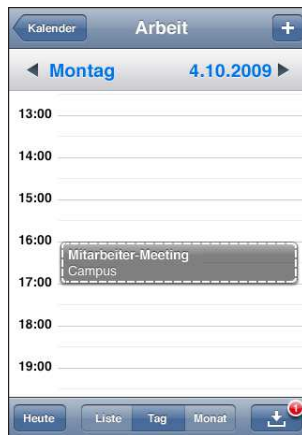 Kalender
Arbeit
+
Montag
4.10.2009
13:00
14:00
15:00
16:00
Mitarbeiter-Meeting
Campus
17:00
18:00
19:00
Heute
Liste
Tag
Monat
1